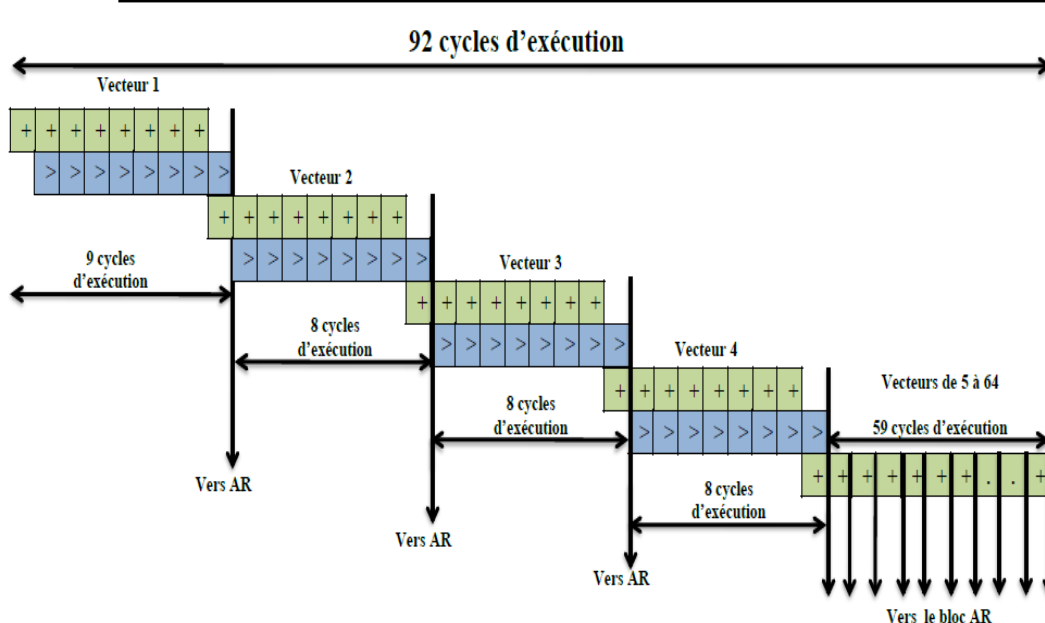 92 cycles d'exécution
Vecteur 1
+ + + + + + + +
> > > > > > > >
Vecteur 2
+ + + + + + + +
> > > > > > > >
9 cycles
d'exécution
Vecteur 3
+ + + + + + + +
> > > > > > > >
8 cycles
d'exécution
Vecteur 4
+ + + + + + + +
> > > > > > > >
Vecteurs de 5 à 64
59 cycles d'exécution
8 cycles
d'exécution
+ + + + + + + . . +
Vers AR
8 cycles
d'exécution
Vers AR
Vers AR
Vers le bloc AR